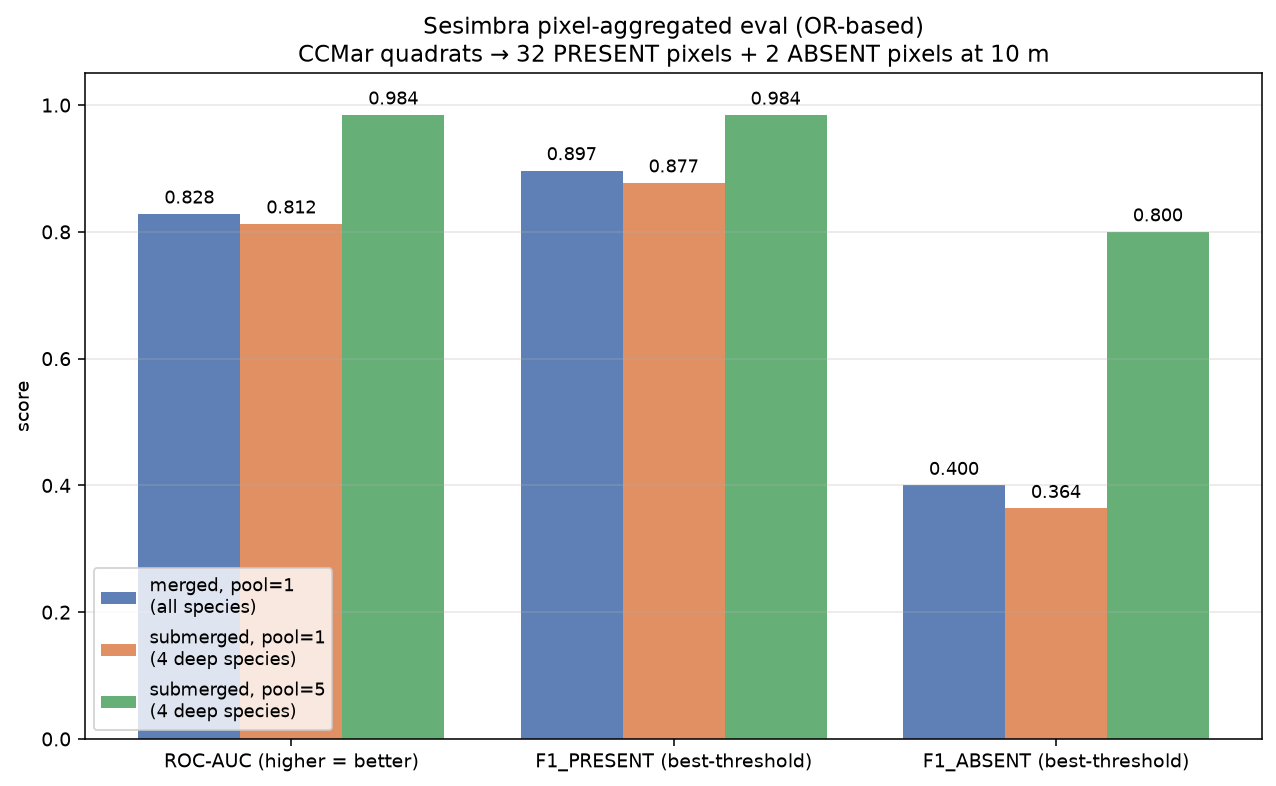 Sesimbra pixel-aggregated eval (OR-based)
CCMar quadrats → 32 PRESENT pixels + 2 ABSENT pixels at 10 m
score
1.0
0.8
0.6
0.4
0.2
0.0
0.828
0.812
0.984
0.897
0.877
0.984
0.400
0.364
0.800
merged, pool=1
(all species)
submerged, pool=1
(4 deep species)
submerged, pool=5
(4 deep species)
ROC-AUC (higher = better)
F1_PRESENT (best-threshold)
F1_ABSENT (best-threshold)